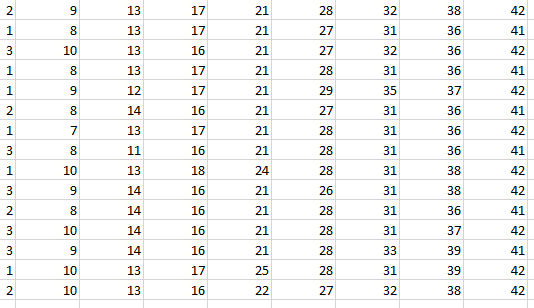 2 9 13 17 21 28 32 38 42
1 8 13 17 21 27 31 36 41
3 10 13 16 21 27 32 36 41
1 8 13 17 21 28 31 36 41
1 9 12 17 21 29 35 37 42
2 8 14 16 21 27 31 36 41
1 7 13 17 21 28 31 36 42
3 8 11 16 21 28 31 36 41
1 10 13 18 24 28 31 38 42
3 9 14 16 21 26 31 38 42
2 8 14 16 21 28 31 36 41
3 10 14 16 21 28 31 37 42
3 9 14 16 21 28 33 39 41
1 10 13 17 25 28 31 39 42
2 10 13 16 22 27 32 38 42